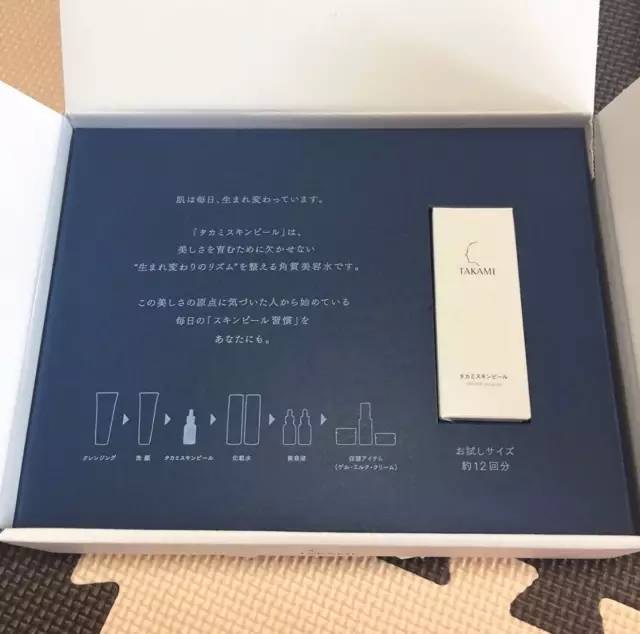 肌は毎日、生まれ変わっています。
「タカミスキンピール」は、
美しさを育むために欠かせない
“生まれ変わりのリズム”を整える角質美容水です。
この美しさの原点に気づいた人から始めている
毎日の「スキンピール習慣」を
あなたにも。
TAKAMI
タカミスキンピール
クレンジング
洗顔
タカミスキンピール
化粧水
美容液
保護アイテム
(ゲル・ミルク・クリーム)
お試しサイズ
約12回分